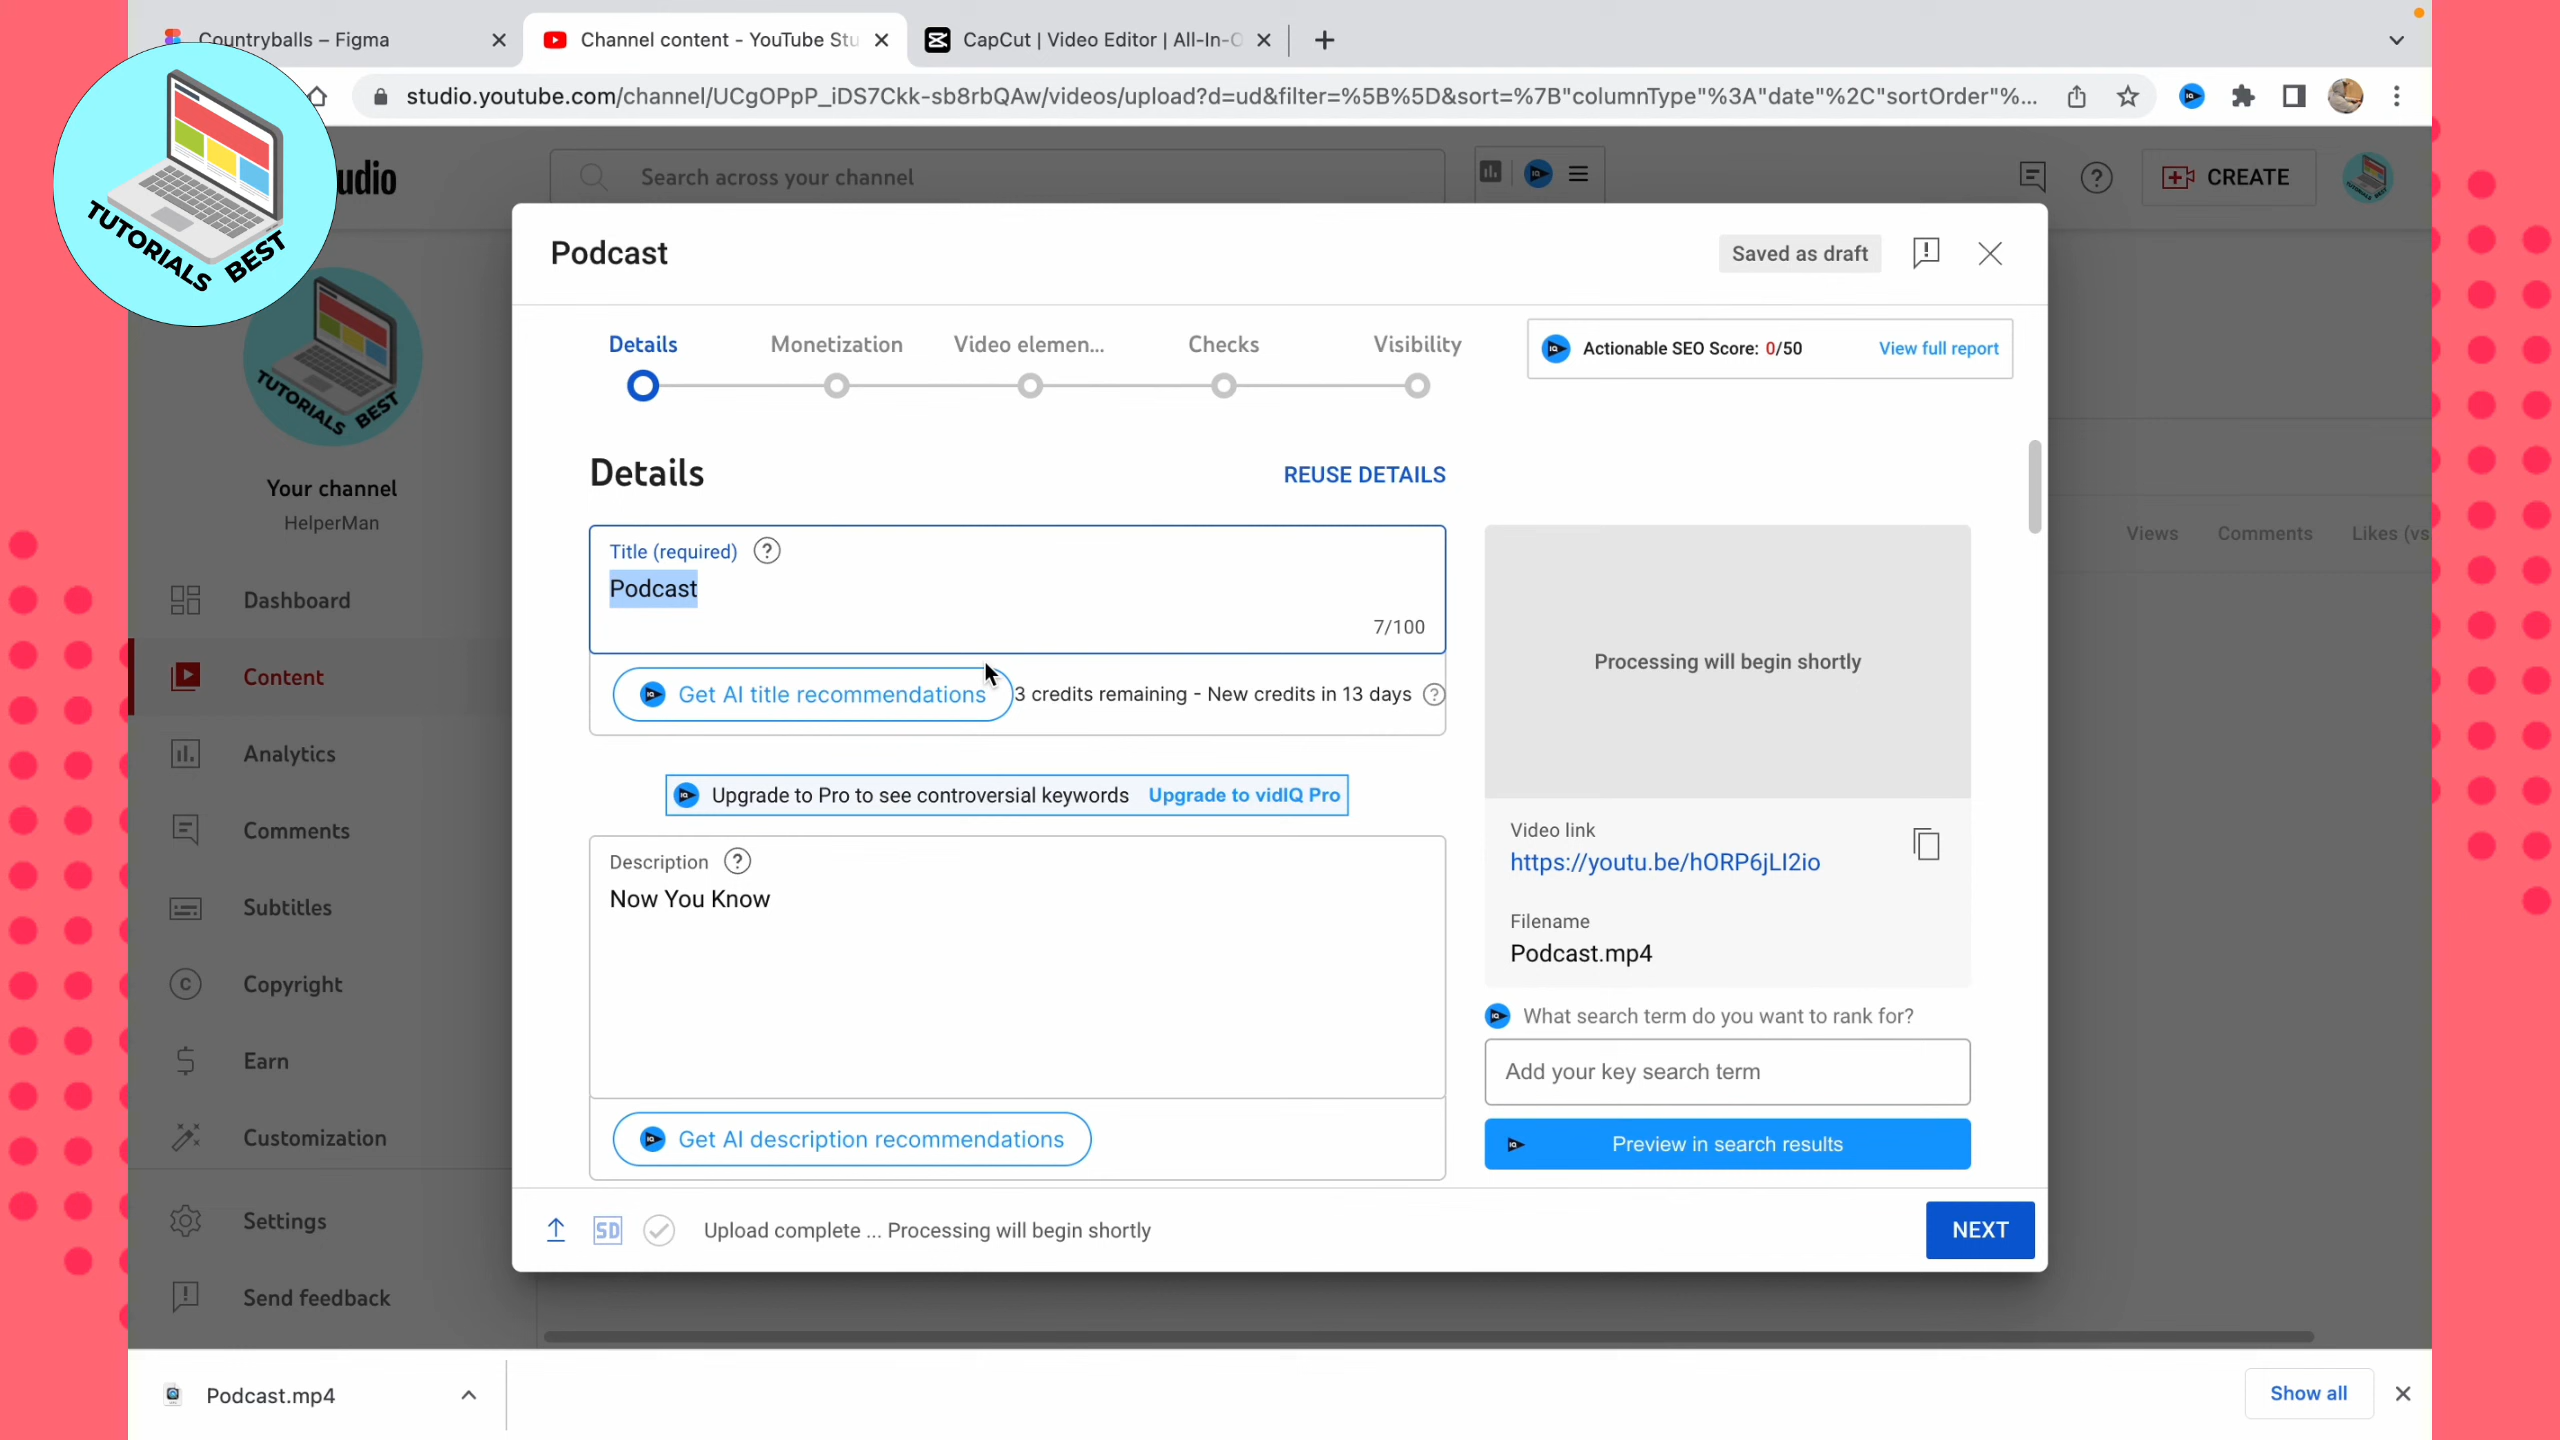 Countryballs – Figma
Channel content - YouTube Stu
CapCut | Video Editor | All-In-O
studio.youtube.com/channel/UCgOPpP_iDS7Ckk-sb8rbQAw/videos/upload?d=ud&filter=%5B%5D&sort=%7B"columnType"%3A"date"%2C"sortOrder"%...
TUTORIALS BEST
udio
Search across your channel
CREATE
TUTORIALS BEST
Your channel
HelperMan
Dashboard
Content
Analytics
Comments
Subtitles
Copyright
Earn
Customization
Settings
Send feedback
Views Comments Likes (vs
Podcast
Saved as draft
Details Monetization Video elemen... Checks Visibility
Actionable SEO Score: 0/50 View full report
Details
REUSE DETAILS
Title (required)
Podcast
7/100
Get AI title recommendations
3 credits remaining - New credits in 13 days
Upgrade to Pro to see controversial keywords Upgrade to vidIQ Pro
Description
Now You Know
Get AI description recommendations
Processing will begin shortly
Video link
https://youtu.be/hORP6jLI2io
Filename
Podcast.mp4
What search term do you want to rank for?
Add your key search term
Preview in search results
SD
Upload complete ... Processing will begin shortly
NEXT
Podcast.mp4
Show all